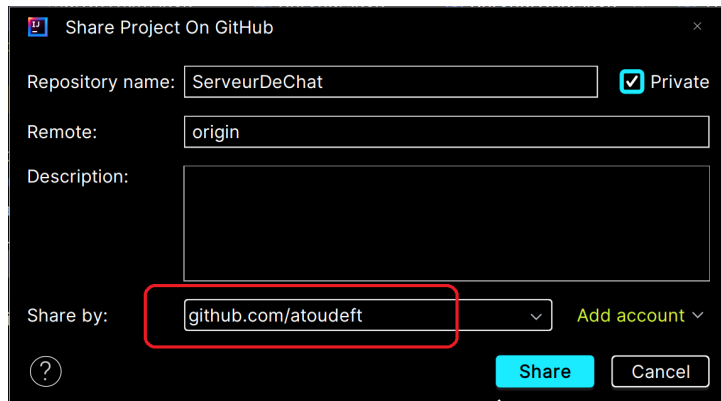 Share Project On GitHub
Repository name: ServeurDeChat Private
Remote: origin
Description:
Share by: github.com/atoudeft Add account
? Share Cancel